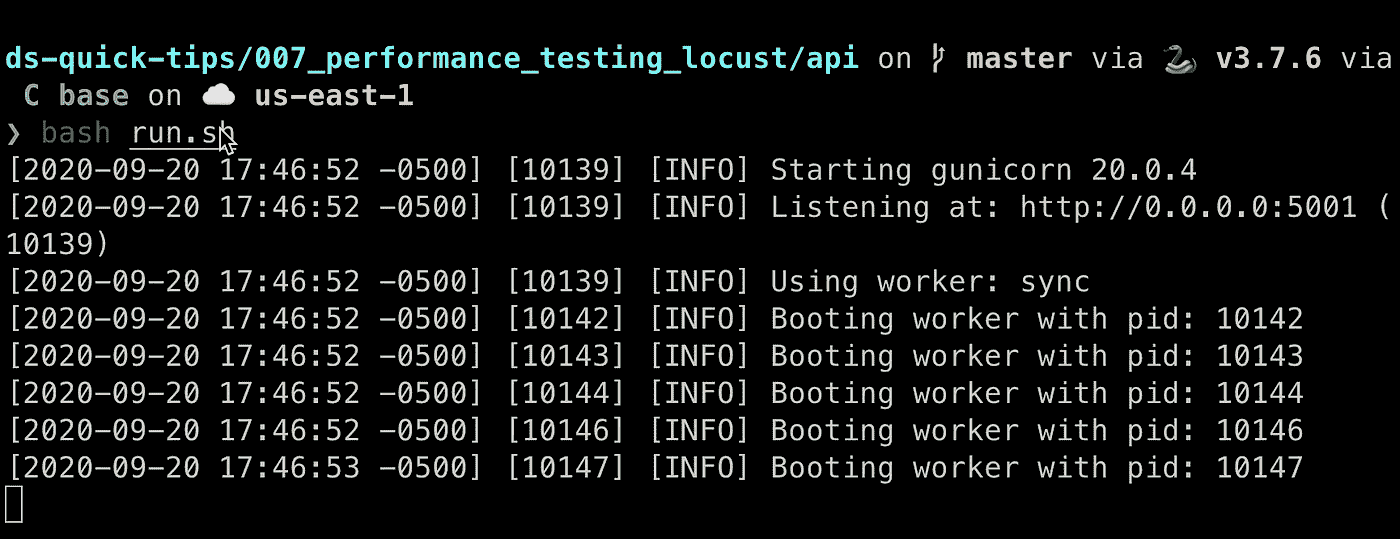 ds-quick-tips/007_performance_testing_locust/api on master via 🐍 v3.7.6 via
C base on ☁️ us-east-1
❯ bash run.sh
[2020-09-20 17:46:52 -0500] [10139] [INFO] Starting gunicorn 20.0.4
[2020-09-20 17:46:52 -0500] [10139] [INFO] Listening at: http://0.0.0.0:5001 (
10139)
[2020-09-20 17:46:52 -0500] [10139] [INFO] Using worker: sync
[2020-09-20 17:46:52 -0500] [10142] [INFO] Booting worker with pid: 10142
[2020-09-20 17:46:52 -0500] [10143] [INFO] Booting worker with pid: 10143
[2020-09-20 17:46:52 -0500] [10144] [INFO] Booting worker with pid: 10144
[2020-09-20 17:46:52 -0500] [10146] [INFO] Booting worker with pid: 10146
[2020-09-20 17:46:53 -0500] [10147] [INFO] Booting worker with pid: 10147